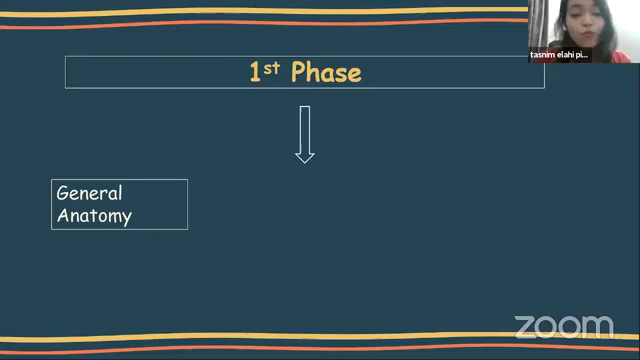 tasnim elahi pi...
1st Phase
General
Anatomy
zoom